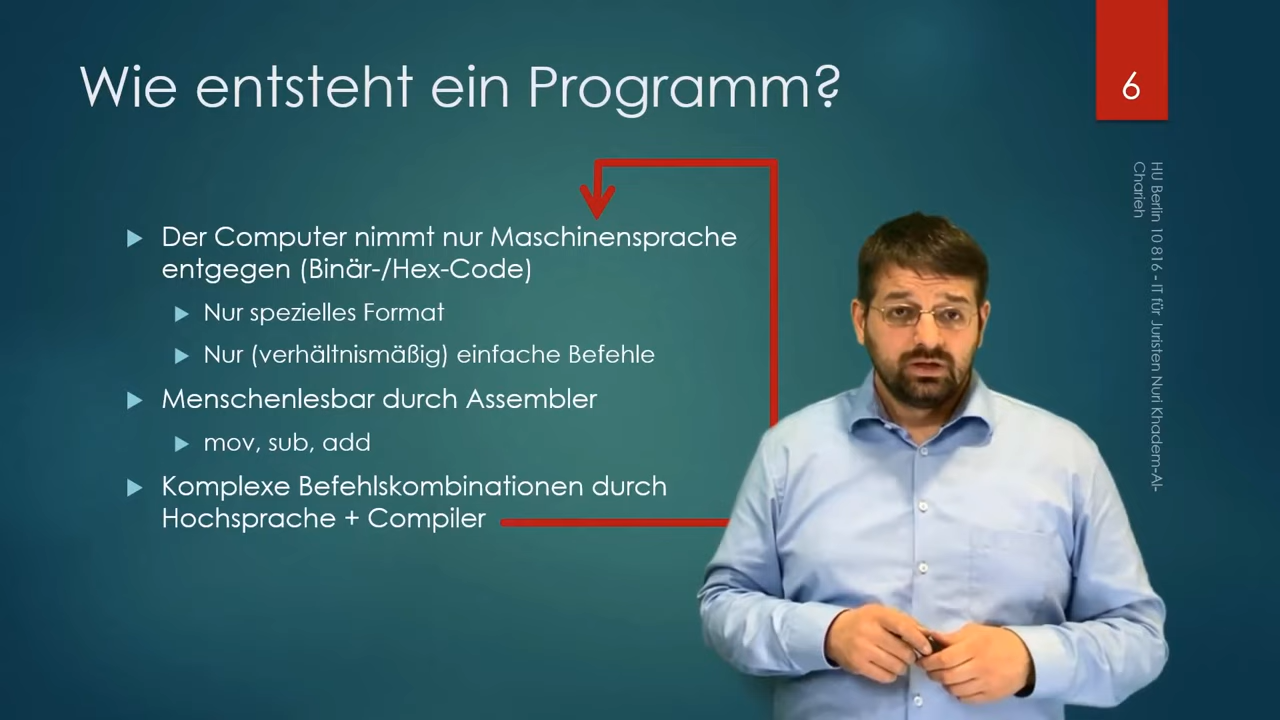 Wie entsteht ein Programm?
6
Der Computer nimmt nur Maschinensprache
entgegen (Binär-/Hex-Code)
Nur spezielles Format
Nur (verhältnismäßig) einfache Befehle
Menschenlesbar durch Assembler
mov, sub, add
Komplexe Befehlskombinationen durch
Hochsprache + Compiler
HU Berlin 10 816 - IT für Juristen Nuri Khadem-Al-
Charieh